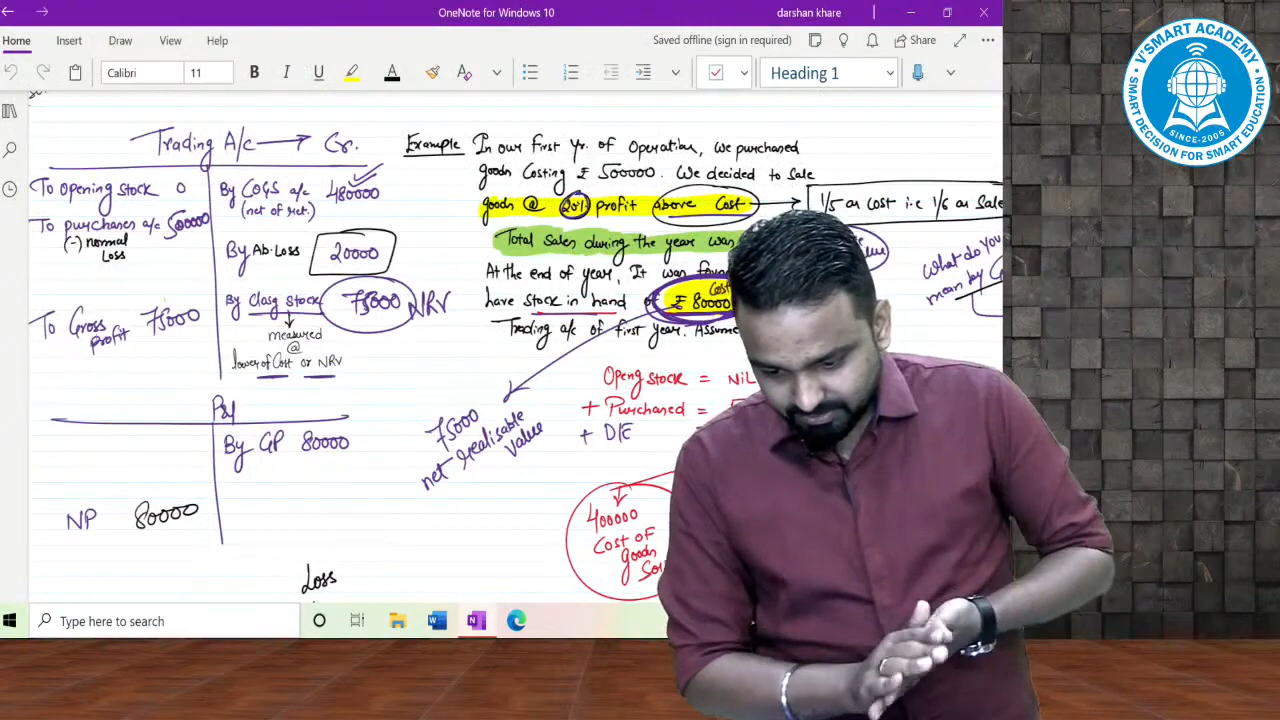 OneNote for Windows 10
darshan khare
Home Insert Draw View Help
Saved offline (sign in required)
Share
Calibri 11 B I U A
Heading 1
Trading A/c → Cr.
To opening stock 0
By COGS a/c 480000
(net of ret.)
To purchases a/c 500000
(-) normal
Loss
By Ab. Loss 20000
By Closg stock 75000 NRV
To Gross profit 75000
measured
@
lower of Cost or NRV
P&l
By GP 80000
NP 80000
Loss
Example In our first yr. of operation, we purchased
goods Costing ₹ 500000. We decided to sale
goods @ 20% profit above Cost → 1/5 on cost i.e 1/6 on Sale
Total Sales during the year was
At the end of year, It was foun
have stock in hand of ₹ 80000
Cost
Trading a/c of first year. Assum
What do you
mean by
75000
net realisable
value
Openg stock = NiL
+ Purchased =
+ D/E
400000
Cost of
goods
Sol
Type here to search
V'SMART ACADEMY
SINCE-2005
SMART DECISION FOR SMART EDUCATION